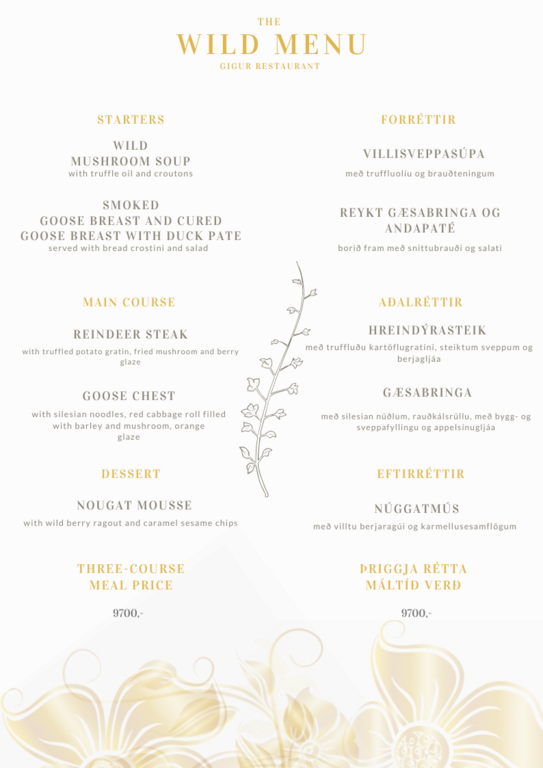 THE
WILD MENU
GIGUR RESTAURANT
STARTERS
WILD
MUSHROOM SOUP
with truffle oil and croutons
SMOKED
GOOSE BREAST AND CURED
GOOSE BREAST WITH DUCK PATE
served with bread crostini and salad
MAIN COURSE
REINDEER STEAK
with truffled potato gratin, fried mushroom and berry
glaze
GOOSE CHEST
with silesian noodles, red cabbage roll filled
with barley and mushroom, orange
glaze
DESSERT
NOUGAT MOUSSE
with wild berry ragout and caramel sesame chips
THREE-COURSE
MEAL PRICE
9700,-
FORRÉTTIR
VILLISVEPPASÚPA
með truffluolíu og brauðteningum
REYKT GÆSABRINGA OG
ANDAPATÉ
borið fram með snittubrauði og salati
AÐALRÉTTIR
HREINDÝRASTEIK
með truffluðu kartöflugratíni, steiktum sveppum og
berjagljáa
GÆSABRINGA
með silesian núðlum, rauðkálsrúllu, með bygg- og
sveppafyllingu og appelsínugljáa
EFTIRRÉTTIR
NÚGGATMÚS
með villtu berjaragúi og karmellusesamflögum
ÞRIGGJA RÉTTA
MÁLTÍÐ VERÐ
9700,-